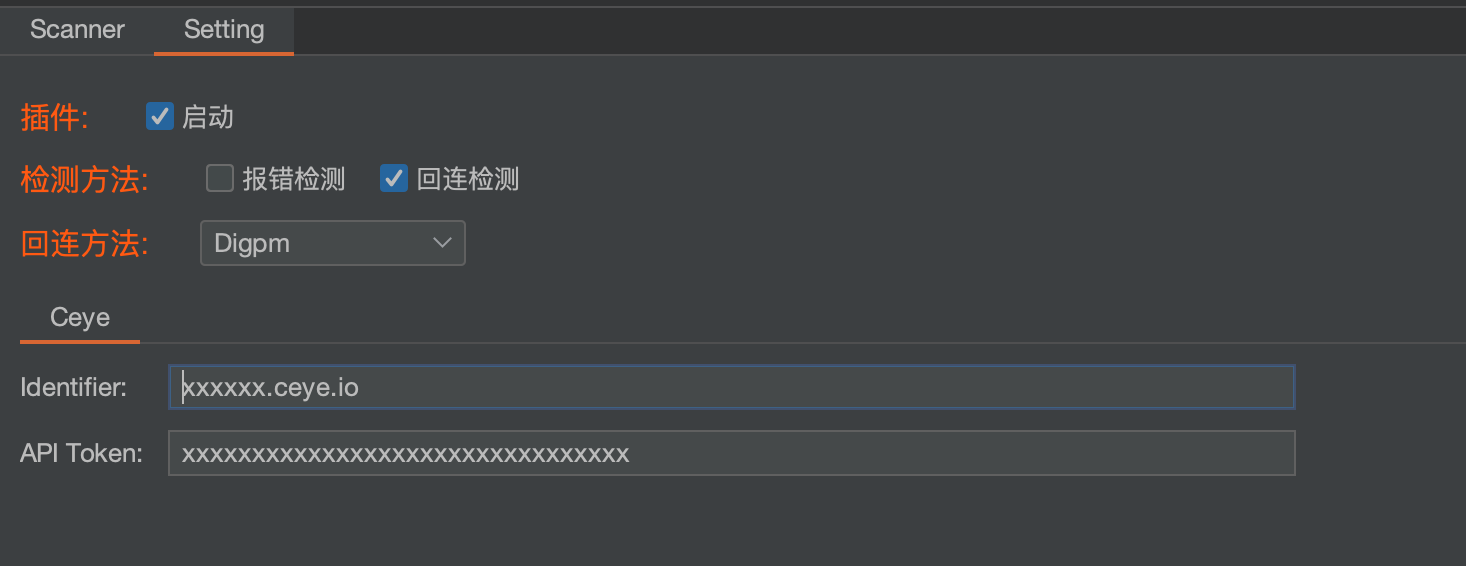 Scanner Setting
插件: 启动
检测方法: 报错检测 回连检测
回连方法: Digpm
Ceye
Identifier: xxxxxx.ceye.io
API Token: xxxxxxxxxxxxxxxxxxxxxxxxxxxxxxxx